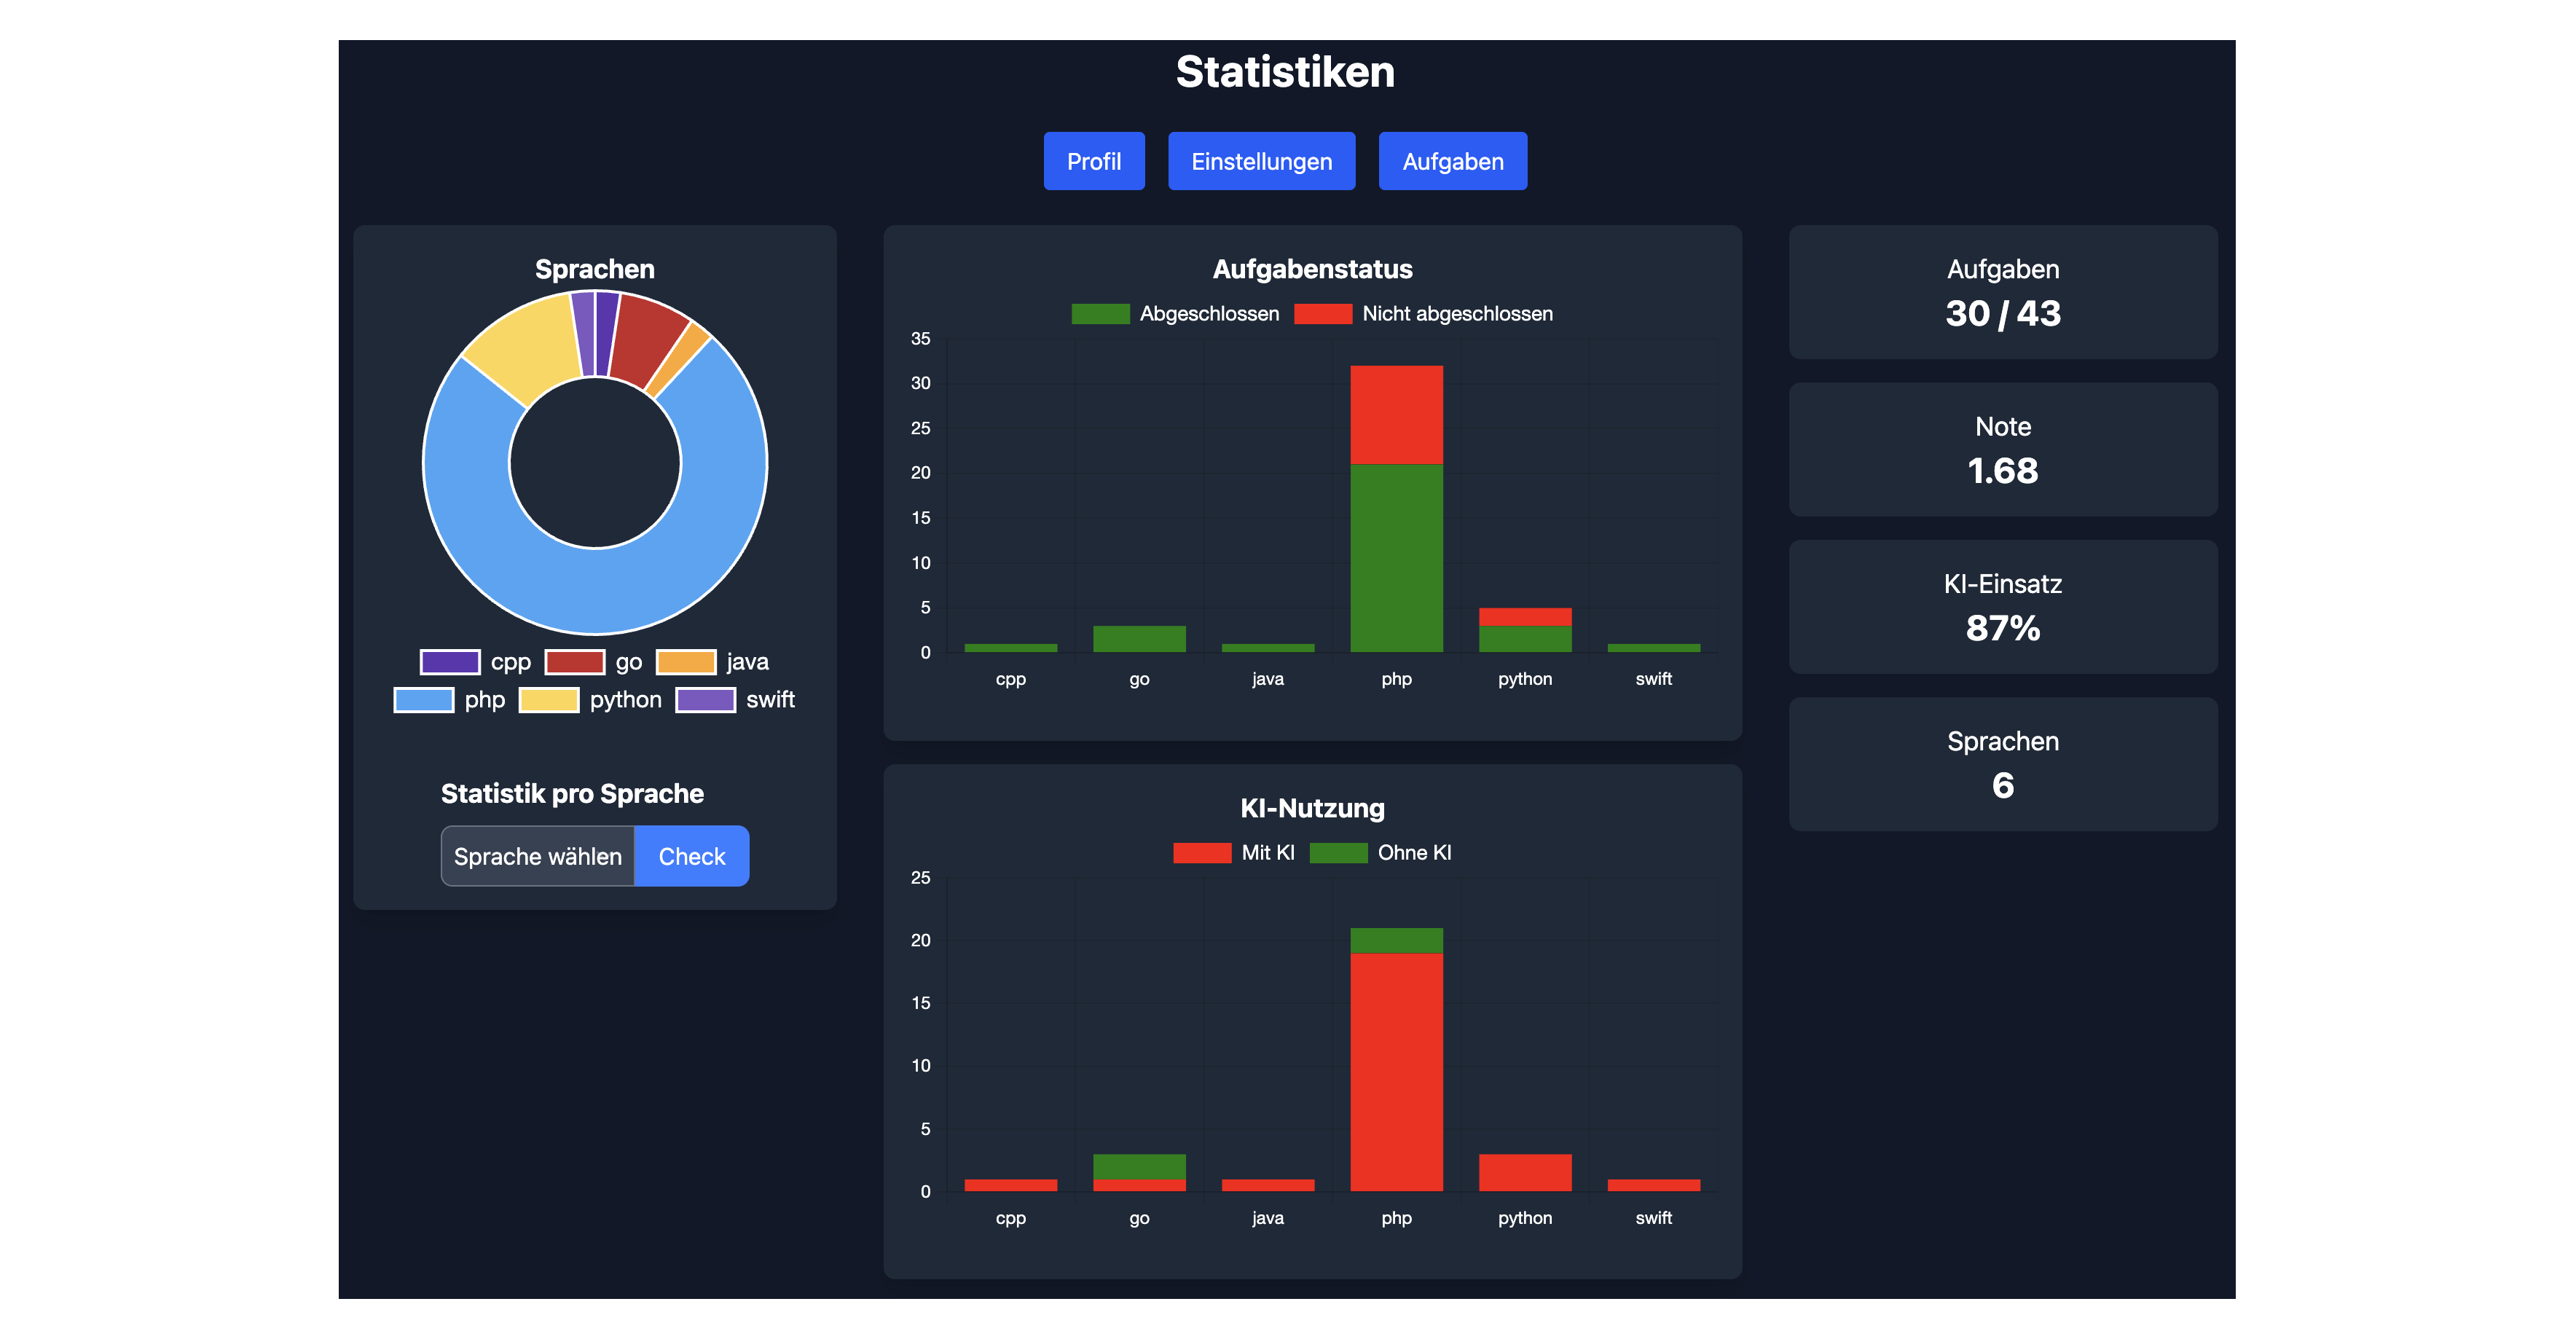 Statistiken
Profil Einstellungen Aufgaben
Sprachen
cpp go java
php python swift
Statistik pro Sprache
Sprache wählen Check
Aufgabenstatus
Abgeschlossen Nicht abgeschlossen
35
30
25
20
15
10
5
0
cpp go java php python swift
KI-Nutzung
Mit KI Ohne KI
25
20
15
10
5
0
cpp go java php python swift
Aufgaben
30 / 43
Note
1.68
KI-Einsatz
87%
Sprachen
6